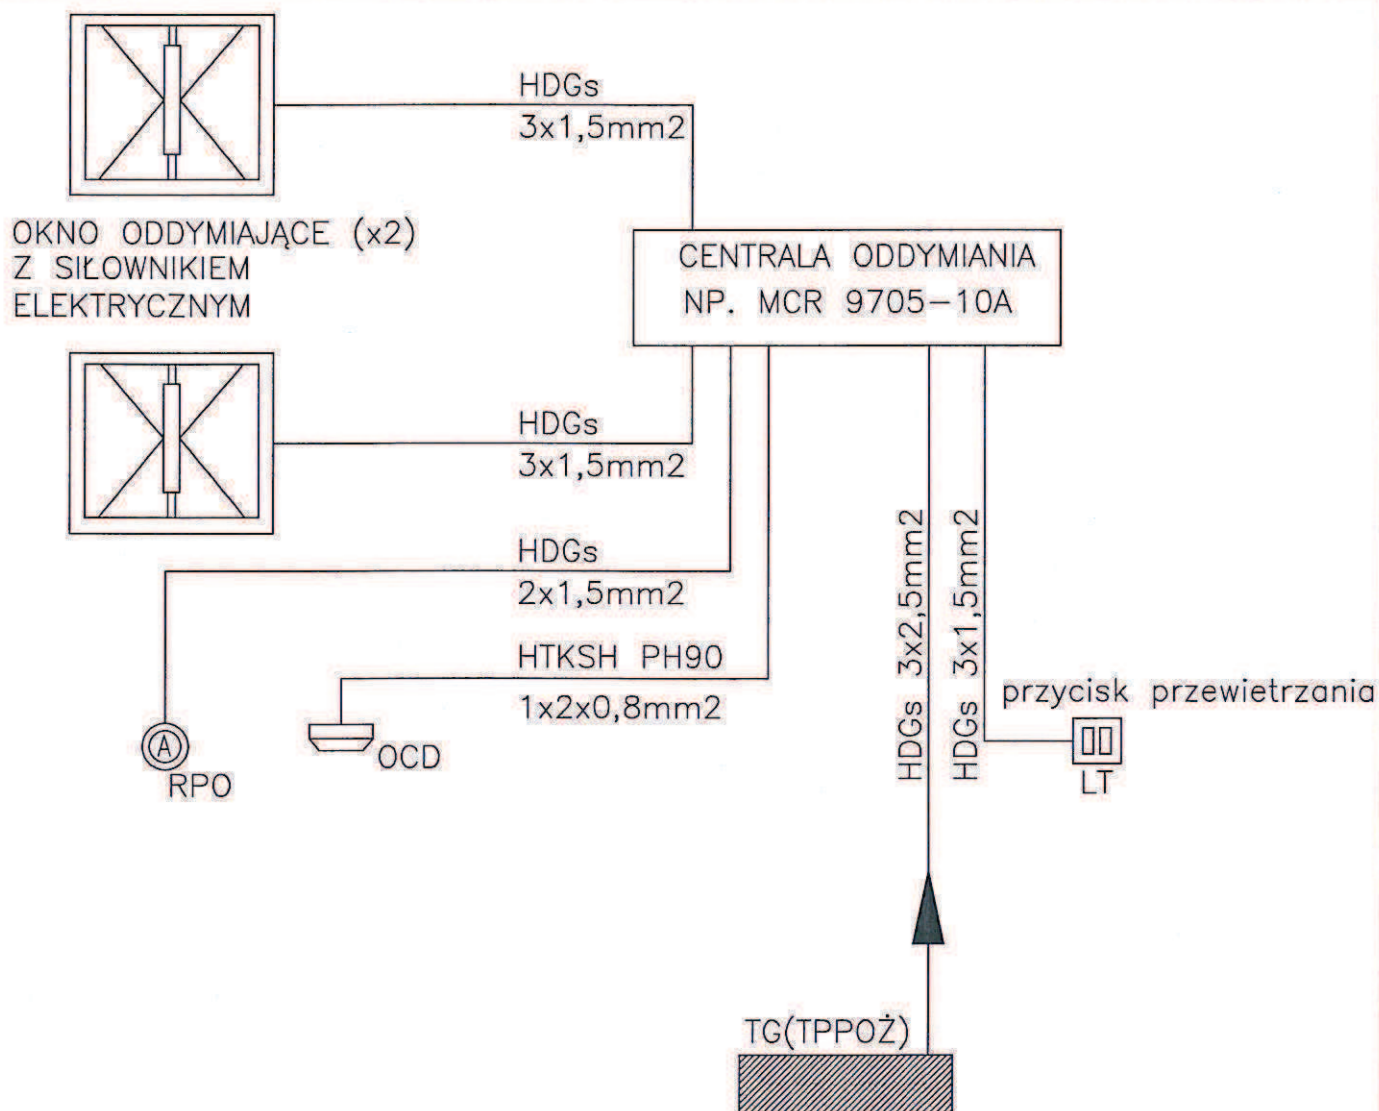 HDGs
3x1,5mm2
OKNO ODDYMIAJĄCE (x2)
Z SIŁOWNIKIEM
ELEKTRYCZNYM
CENTRALA ODDYMIANIA
NP. MCR 9705-10A
HDGs
3x1,5mm2
HDGs
2x1,5mm2
HTKSH PH90
1x2x0,8mm2
A
RPO
OCD
HDGs 3x2,5mm2
HDGs 3x1,5mm2
przycisk przewietrzania
LT
TG(TPPOŻ)